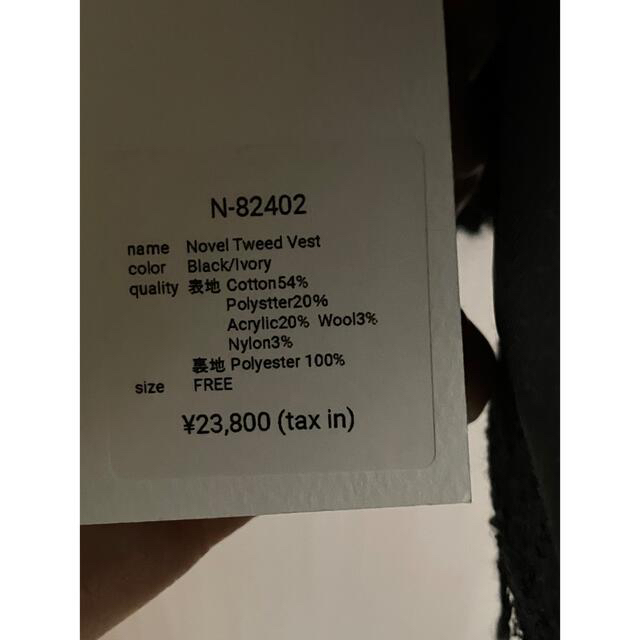 N-82402
name Novel Tweed Vest
color Black/Ivory
quality 表地 Cotton54%
Polystter20%
Acrylic20% Wool3%
Nylon3%
裏地 Polyester 100%
size FREE
¥23,800 (tax in)